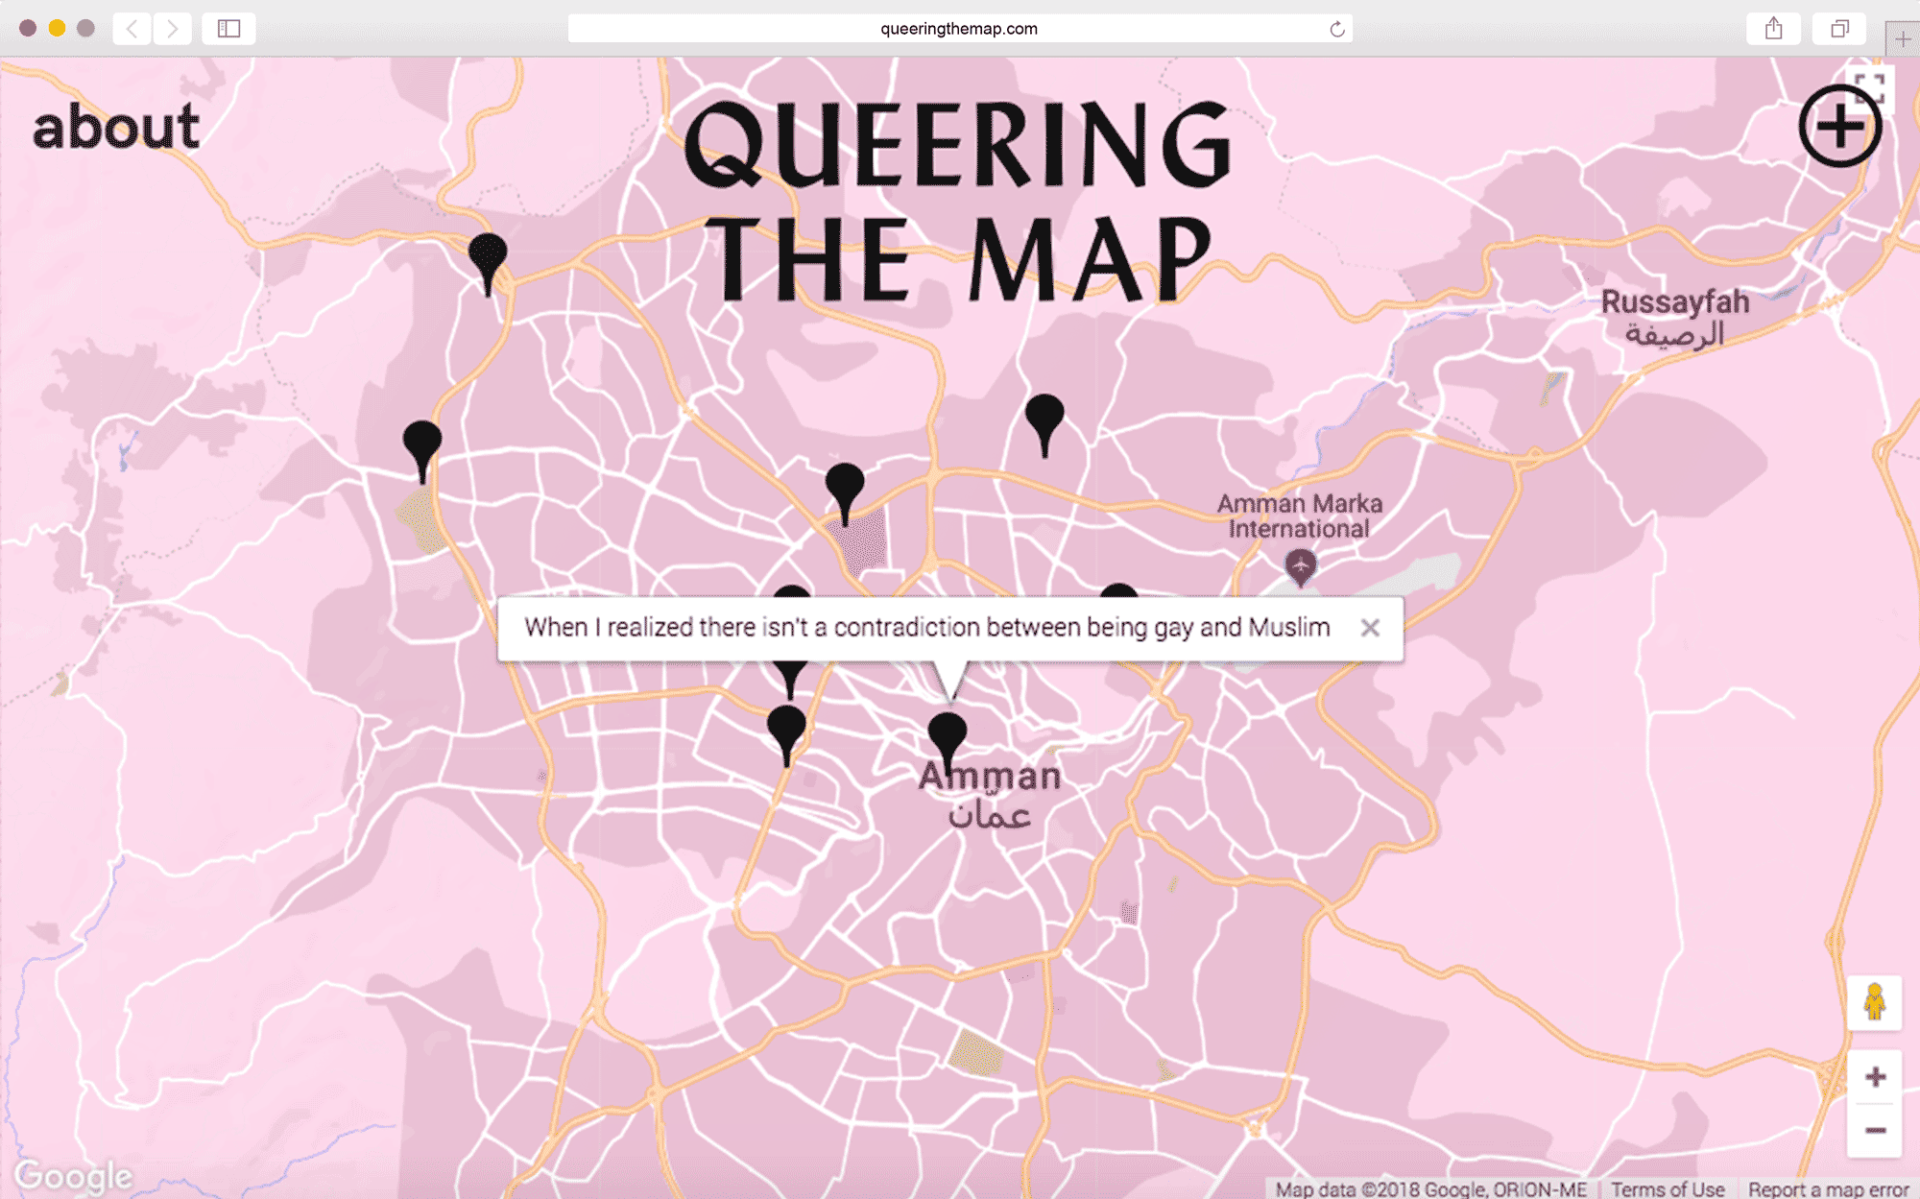 queeringthemap.com
about
QUEERING
THE MAP
Russayfah
الرصيفة
Amman Marka
International
When I realized there isn't a contradiction between being gay and Muslim
Amman
عمّان
Google
Map data ©2018 Google, ORION-ME
Terms of Use
Report a map error